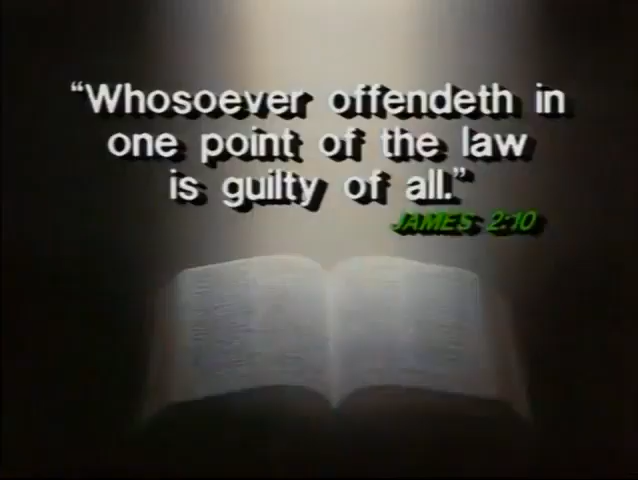 “Whosoever offendeth in
one point of the law
is guilty of all.”
JAMES 2:10